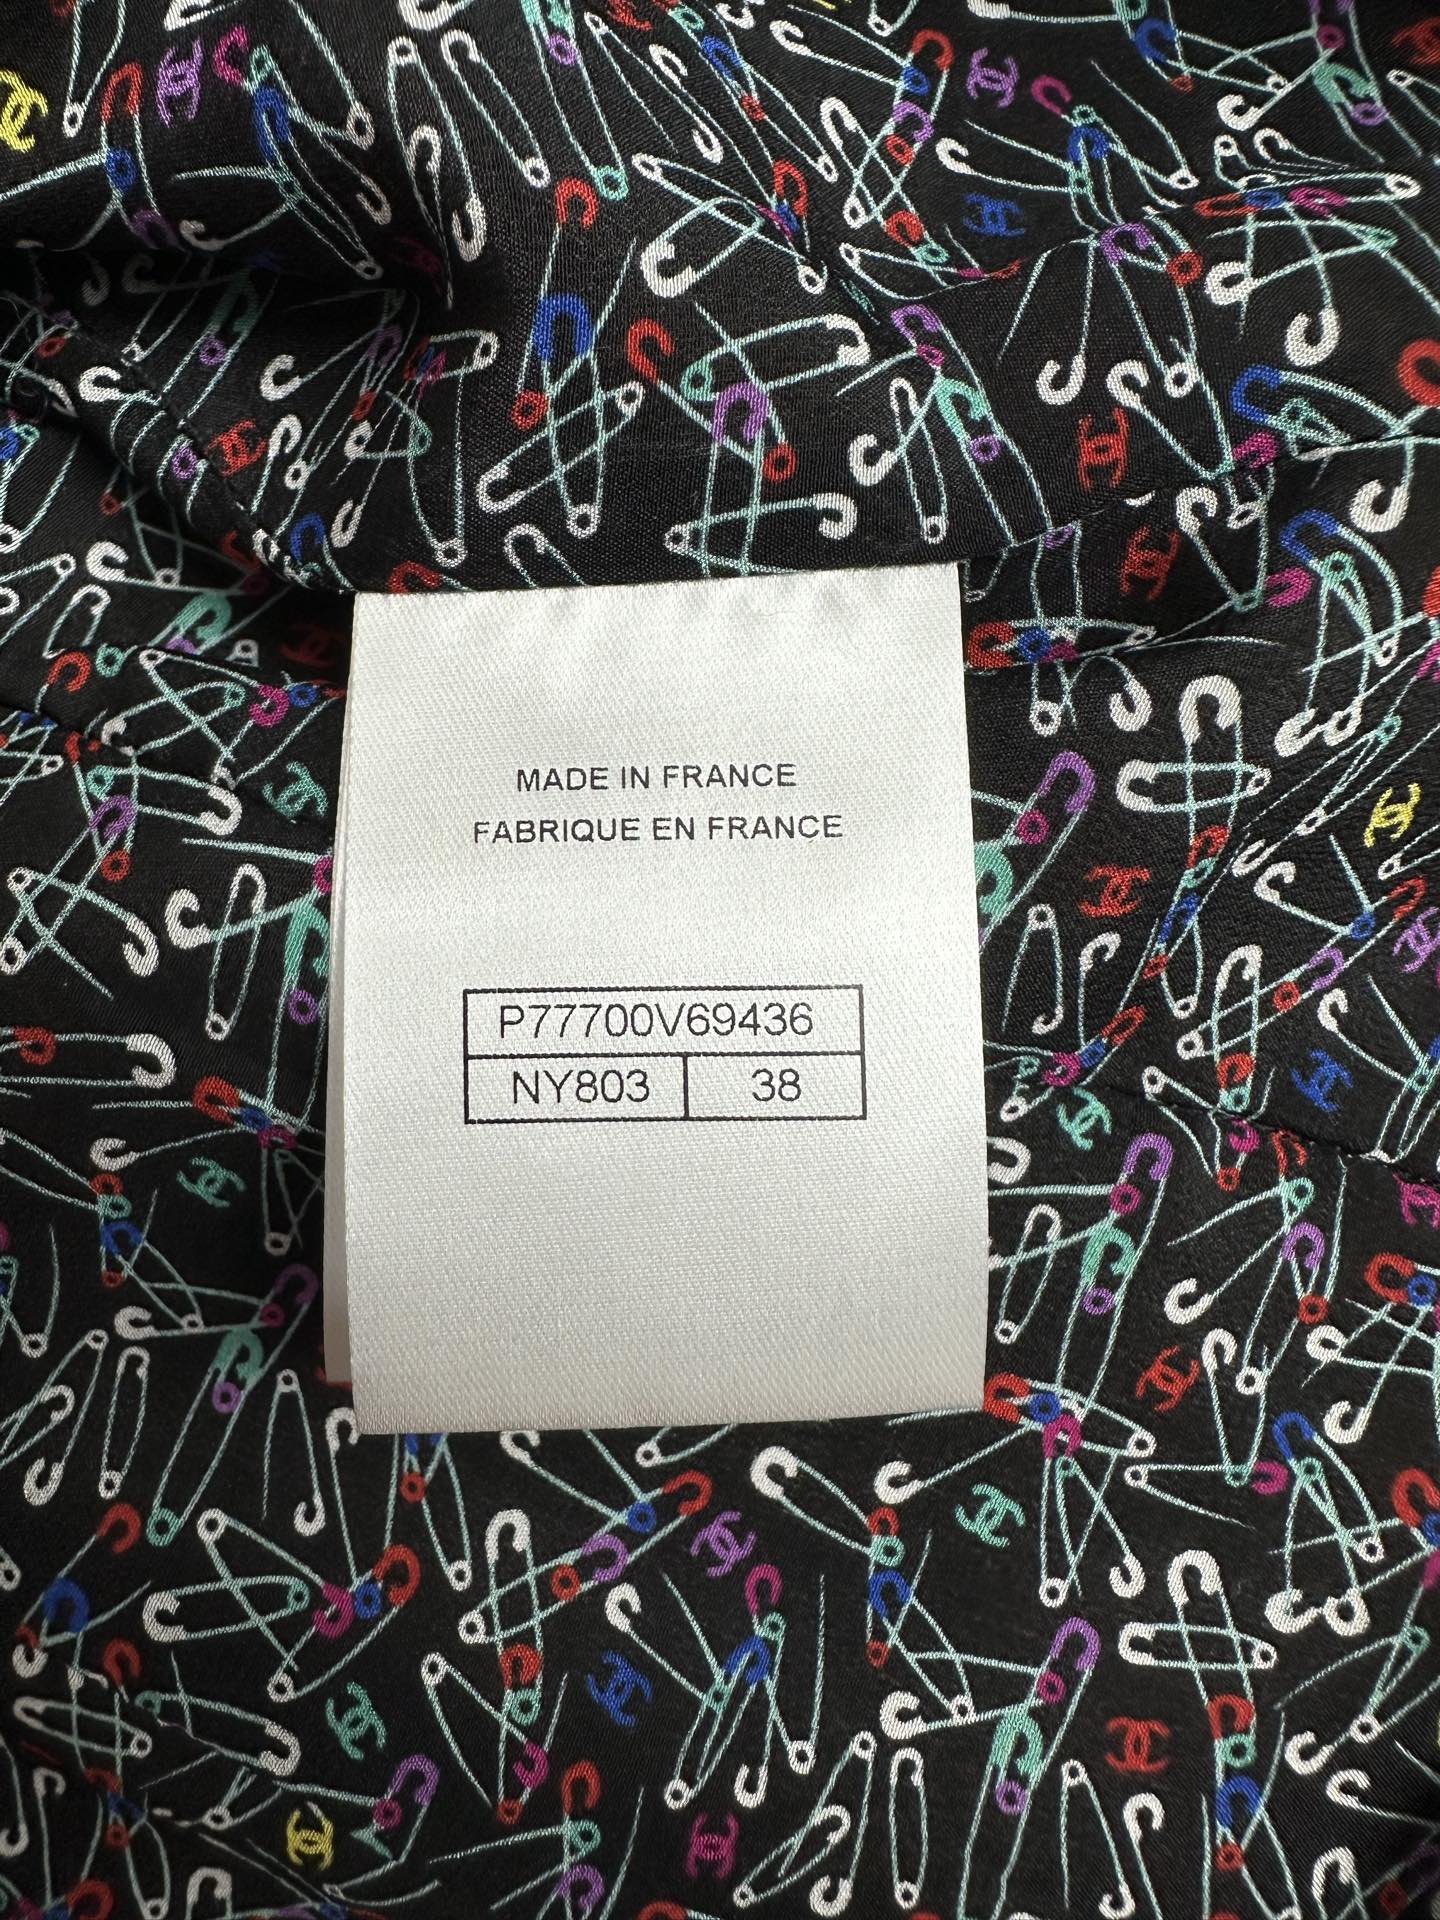 MADE IN FRANCE
FABRIQUE EN FRANCE
P77700V69436
NY803 38